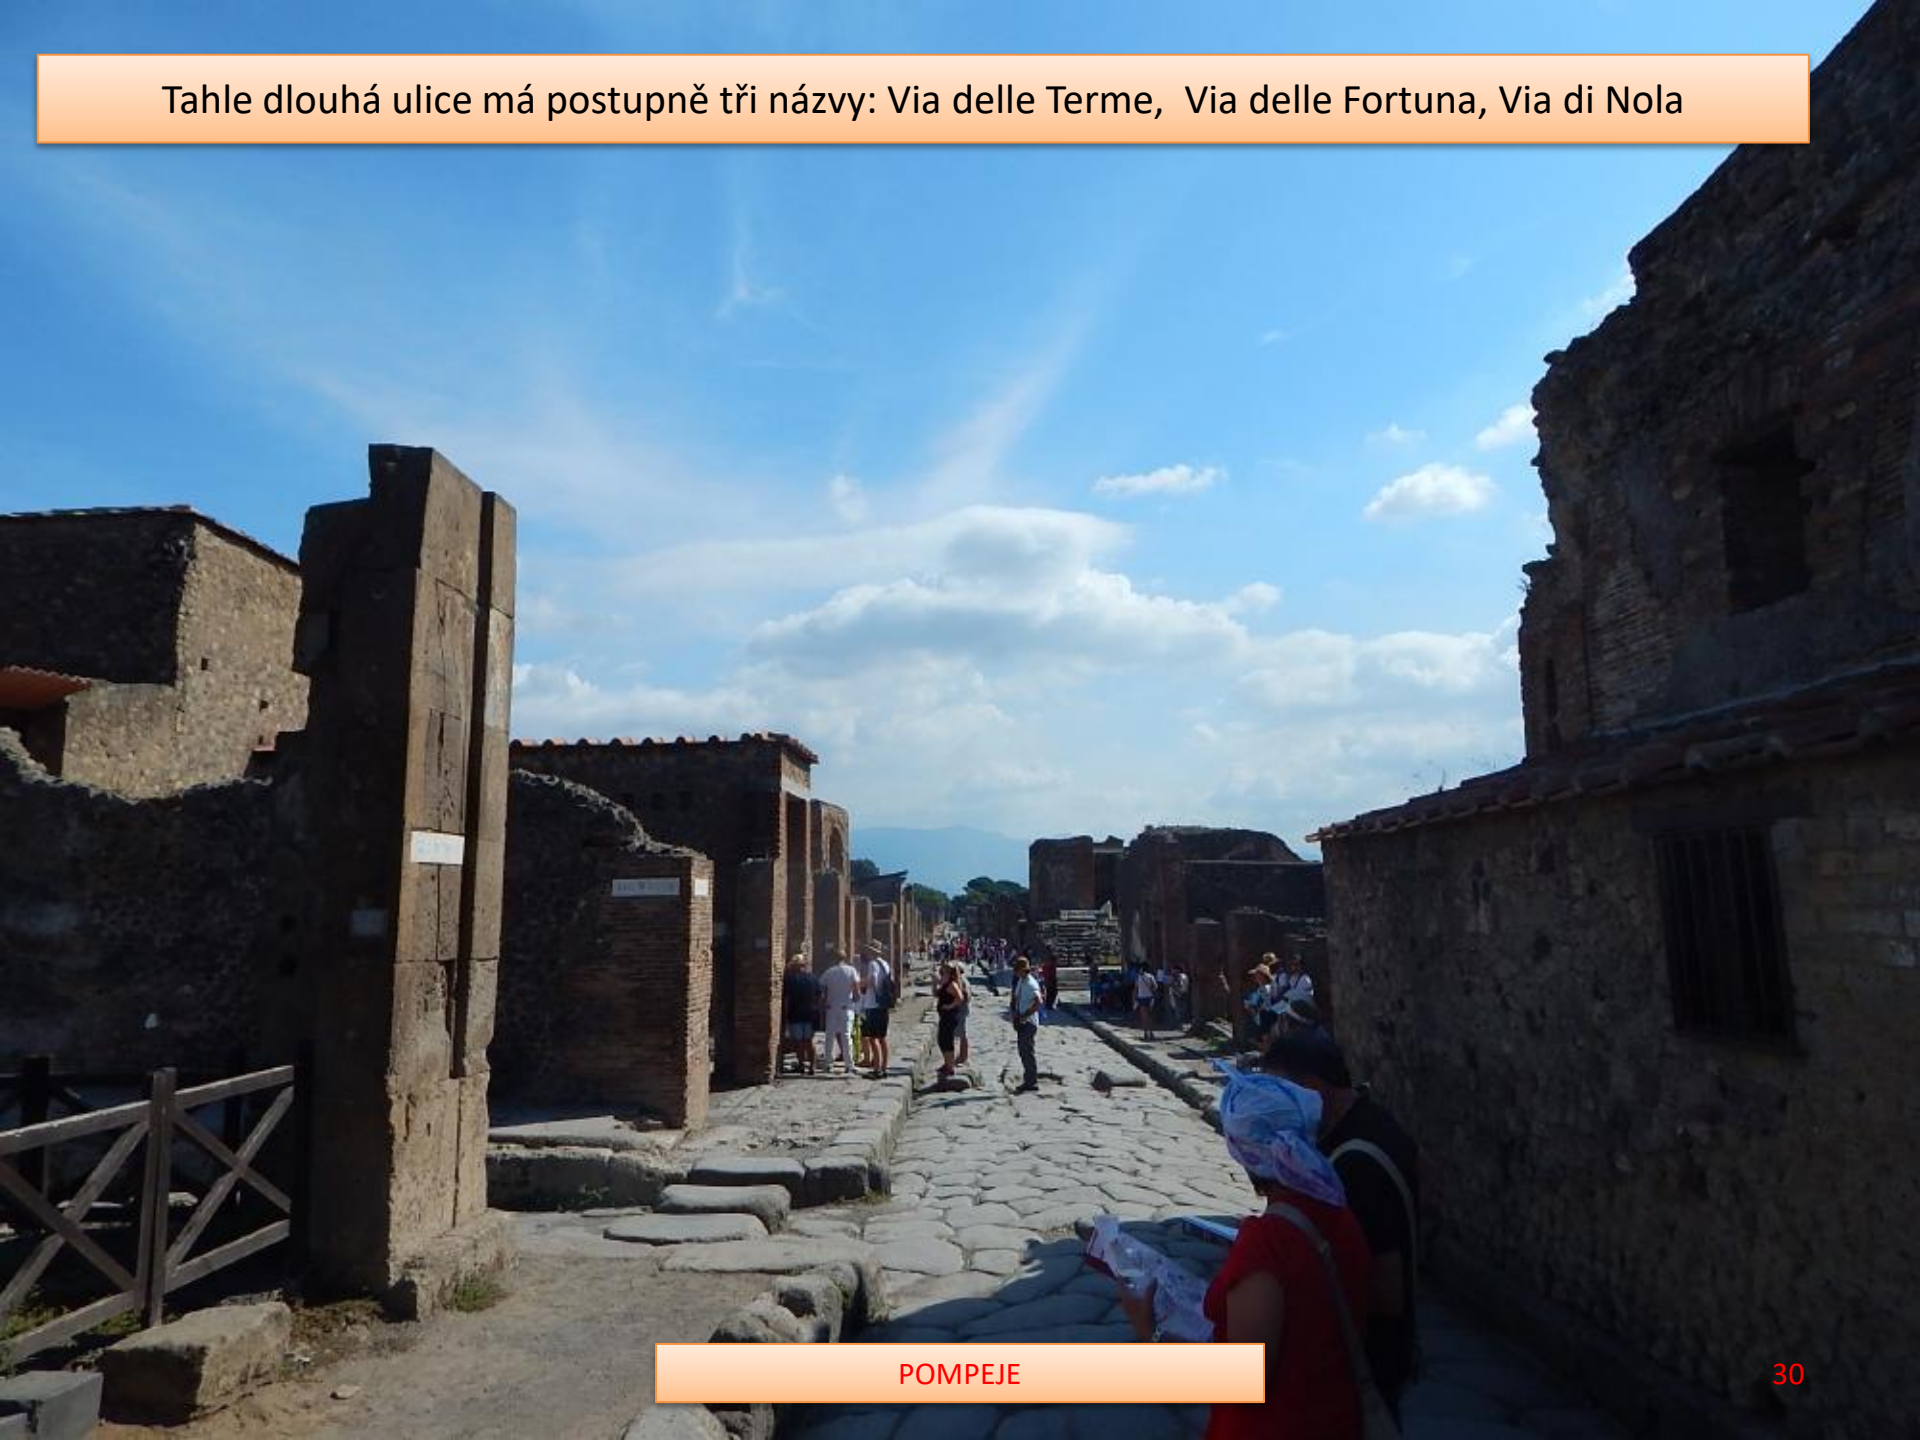 Tahle dlouhá ulice má postupně tři názvy: Via delle Terme,  Via delle Fortuna, Via di Nola
POMPEJE
30